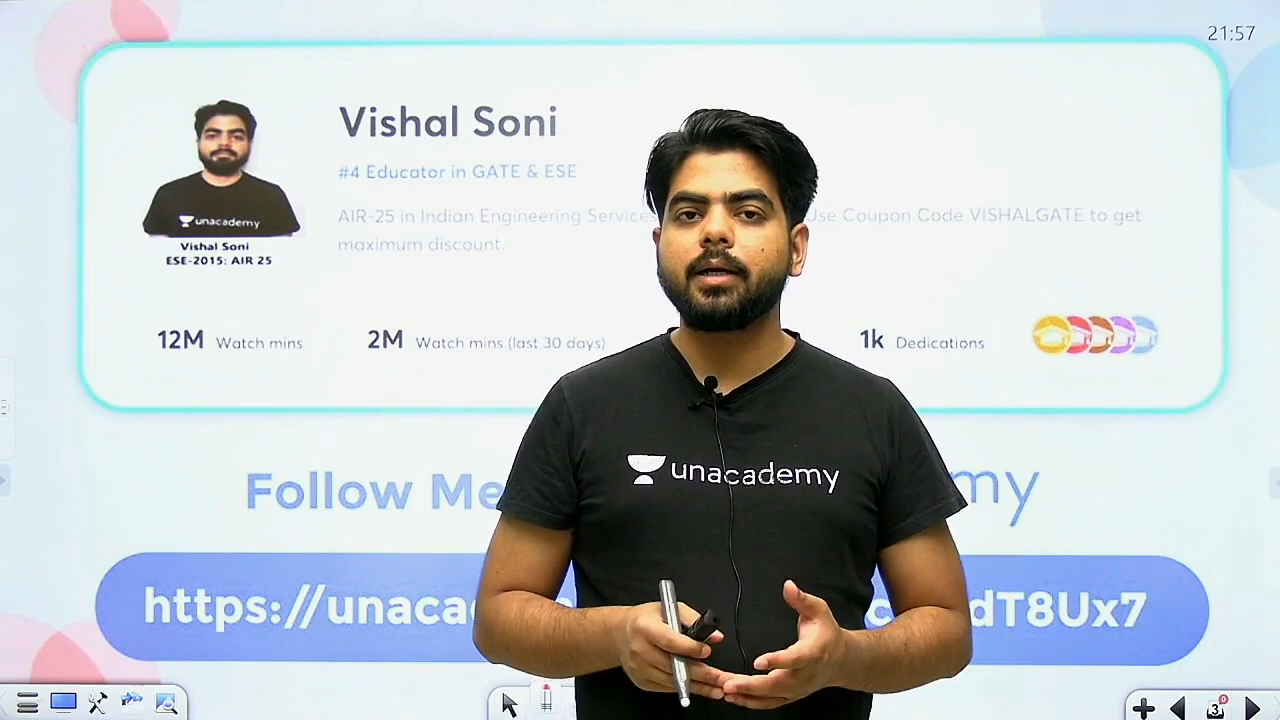 21:57
Vishal Soni
#4 Educator in GATE & ESE
AIR-25 in Indian Engineering Services Use Coupon Code VISHALGATE to get
maximum discount.
unacademy
Vishal Soni
ESE-2015: AIR 25
12M Watch mins
2M Watch mins (last 30 days)
1k Dedications
unacademy
Follow Me
https://unaca dT8Ux7
3